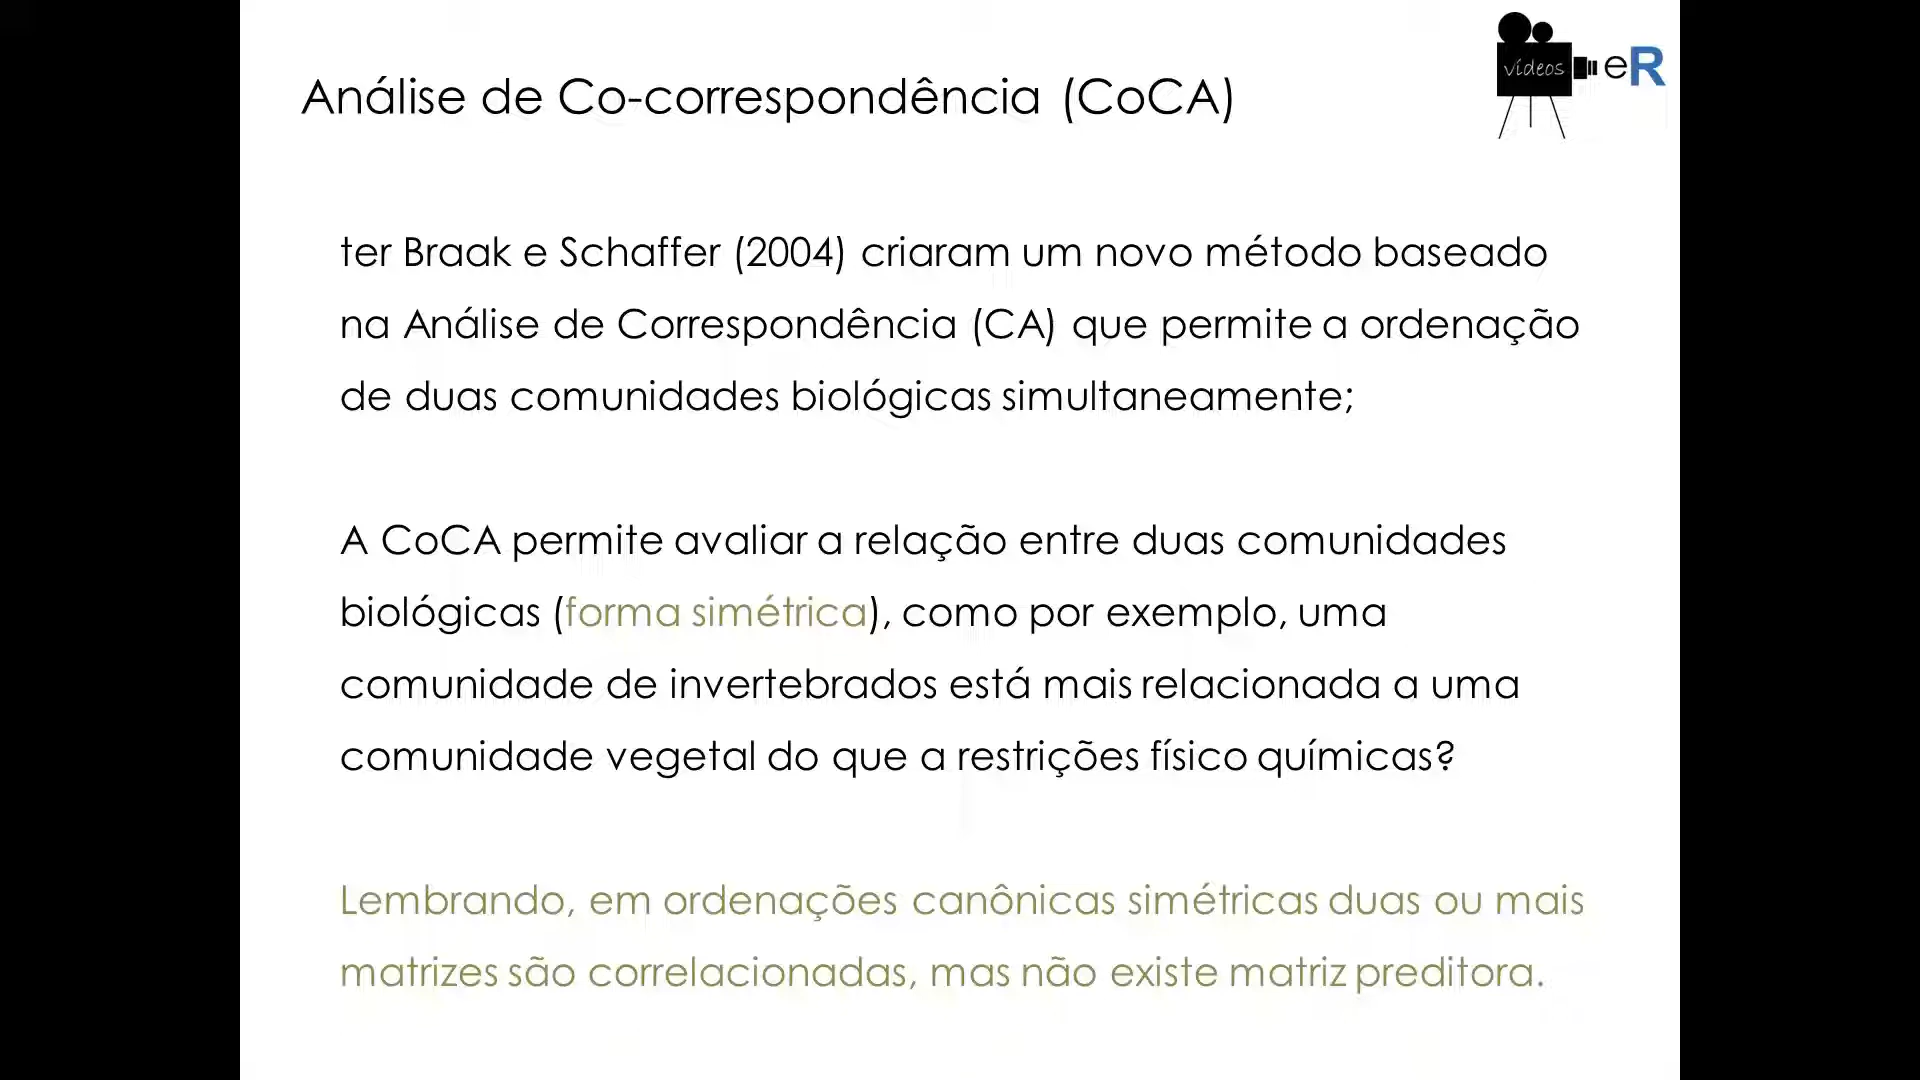 vídeos eR
Análise de Co-correspondência (CoCA)
ter Braak e Schaffer (2004) criaram um novo método baseado
na Análise de Correspondência (CA) que permite a ordenação
de duas comunidades biológicas simultaneamente;
A CoCA permite avaliar a relação entre duas comunidades
biológicas (forma simétrica), como por exemplo, uma
comunidade de invertebrados está mais relacionada a uma
comunidade vegetal do que a restrições físico químicas?
Lembrando, em ordenações canônicas simétricas duas ou mais
matrizes são correlacionadas, mas não existe matriz preditora.